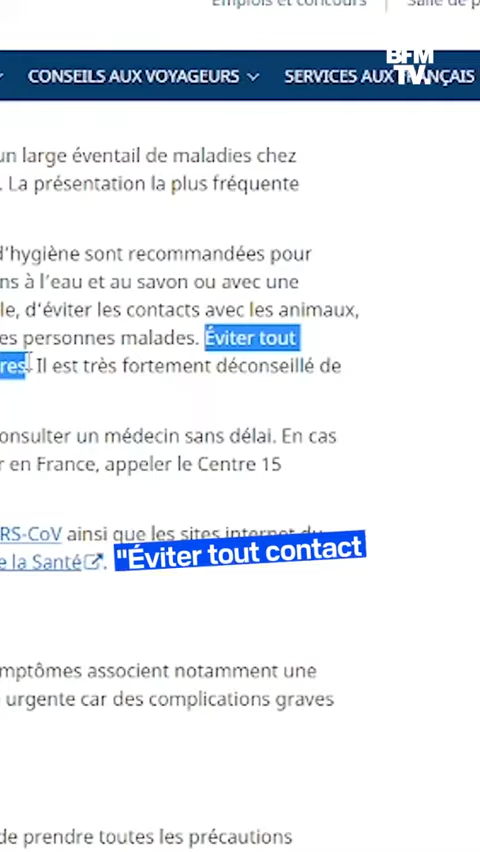 Emplois et concours
Salle de p
BFM
TV.
CONSEILS AUX VOYAGEURS
SERVICES AUX FRANÇAIS
un large éventail de maladies chez
. La présentation la plus fréquente
d'hygiène sont recommandées pour
ns à l'eau et au savon ou avec une
le, d'éviter les contacts avec les animaux,
es personnes malades. Éviter tout
res. Il est très fortement déconseillé de
onsulter un médecin sans délai. En cas
r en France, appeler le Centre 15
RS-CoV ainsi que les sites internet du
e la Santé.
"Éviter tout contact
mptômes associent notamment une
e urgente car des complications graves
de prendre toutes les précautions